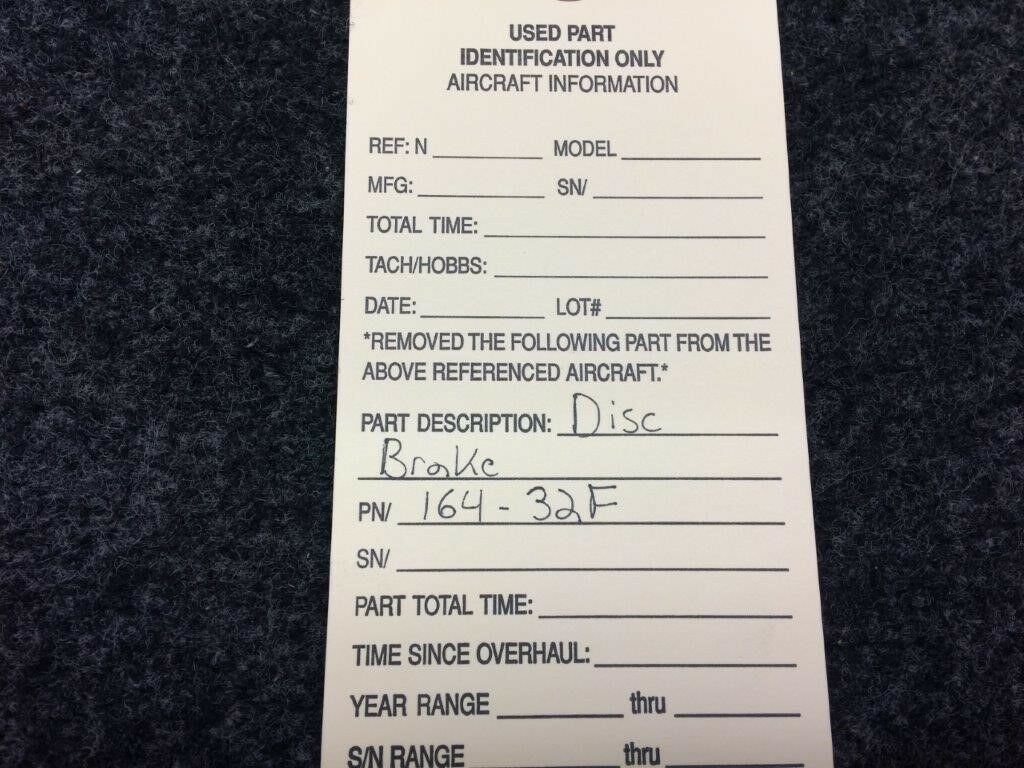 USED PART
IDENTIFICATION ONLY
AIRCRAFT INFORMATION
REF: N MODEL
MFG: SN/
TOTAL TIME:
TACH/HOBBS:
DATE: LOT#
*REMOVED THE FOLLOWING PART FROM THE
ABOVE REFERENCED AIRCRAFT.*
PART DESCRIPTION: Disc
Brake
PN/ 164-32F
SN/
PART TOTAL TIME:
TIME SINCE OVERHAUL:
YEAR RANGE thru
S/N RANGE thru